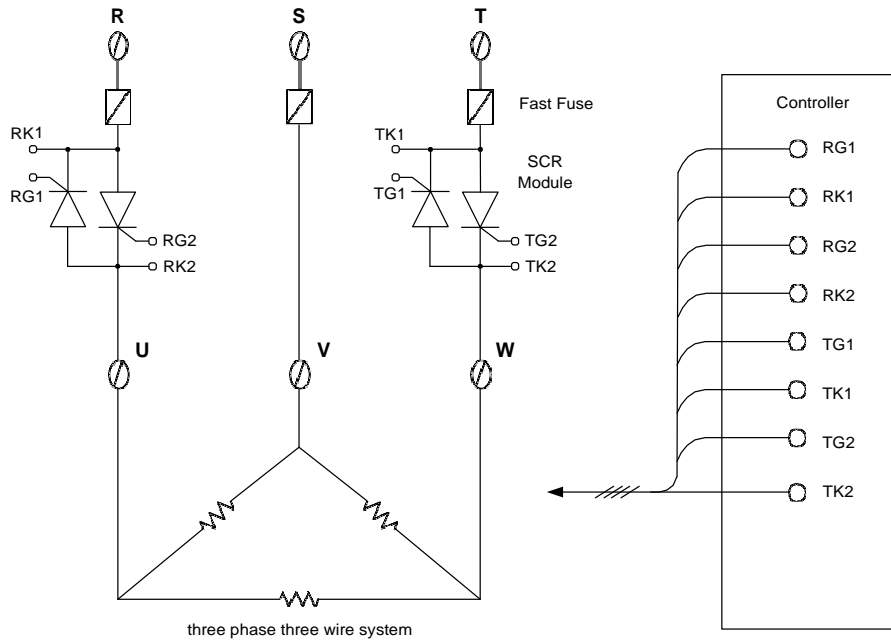 R
S
T
Fast Fuse
RK1
RG1
RG2
RK2
TK1
TG1
SCR
Module
TG2
TK2
U
V
W
three phase three wire system
Controller
RG1
RK1
RG2
RK2
TG1
TK1
TG2
TK2